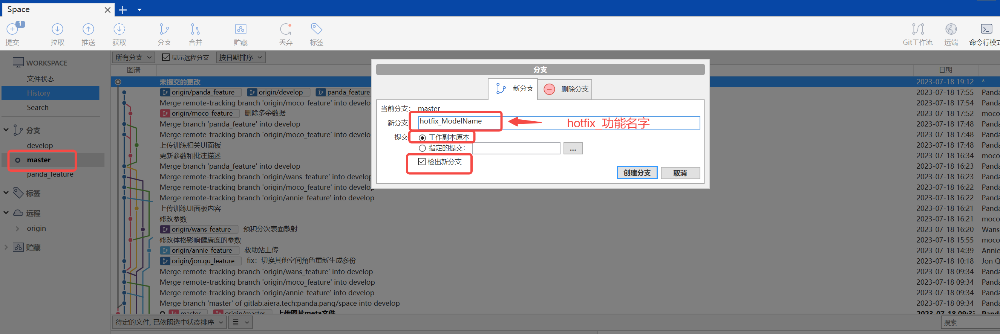 Space
1
提交
拉取
推送
获取
分支
合并
贮藏
丢弃
标签
Git工作流
远端
命令行模式
WORKSPACE
文件状态
History
Search
分支
develop
master
panda_feature
标签
远程
origin
贮藏
所有分支
显示远程分支
按日期排序
图谱
日期
未提交的更改 2023-07-18 19:12 *
origin/panda_feature origin/develop panda_feature 2023-07-18 17:55 Panda
Merge remote-tracking branch 'origin/moco_feature' into develo 2023-07-18 17:54 Panda
origin/moco_feature 删除多余数据 2023-07-18 17:52 moco
Merge branch 'panda_feature' into develop 2023-07-18 17:48 Panda
Merge remote-tracking branch 'origin/moco_feature' into develo 2023-07-18 17:48 Panda
上传训练相关UI面板 2023-07-18 17:48 Panda
更新参数和批注描述 2023-07-18 16:34 moco
Merge branch 'panda_feature' into develop 2023-07-18 16:23 Panda
Merge remote-tracking branch 'origin/wans_feature' into develop 2023-07-18 16:23 Panda
Merge remote-tracking branch 'origin/moco_feature' into develop 2023-07-18 16:22 Panda
Merge remote-tracking branch 'origin/annie_feature' into develop 2023-07-18 16:22 Panda
上传训练UI面板内容 2023-07-18 16:21 Panda
修改参数 2023-07-18 16:21 moco
origin/wans_feature 预积分次表面散射 2023-07-18 16:20 Wans
修改体格影响健康度的参数 2023-07-18 15:55 moco
origin/annie_feature 救助站上传 2023-07-18 14:39 Annie
origin/jon.qu_feature fix：切换其他空间角色重新生成多份 2023-07-18 10:18 Jon Q
Merge remote-tracking branch 'origin/wans_feature' into develop 2023-07-18 09:34 Panda
Merge remote-tracking branch 'origin/moco_feature' into develop 2023-07-18 09:34 Panda
Merge remote-tracking branch 'origin/annie_feature' into develop 2023-07-18 09:34 Panda
Merge branch 'master' of gitlab.aiera.tech:panda.pang/space into develop 2023-07-18 09:34 Panda
master origin/master 上传图片meta文件 2023-07-18 09:3
待定的文件, 已依照选中状态排序
搜索
分支
新分支
删除分支
当前分支： master
新分支 hotfix_ModelName
hotfix_功能名字
提交 工作副本原本
指定的提交： ...
检出新分支
创建分支
取消